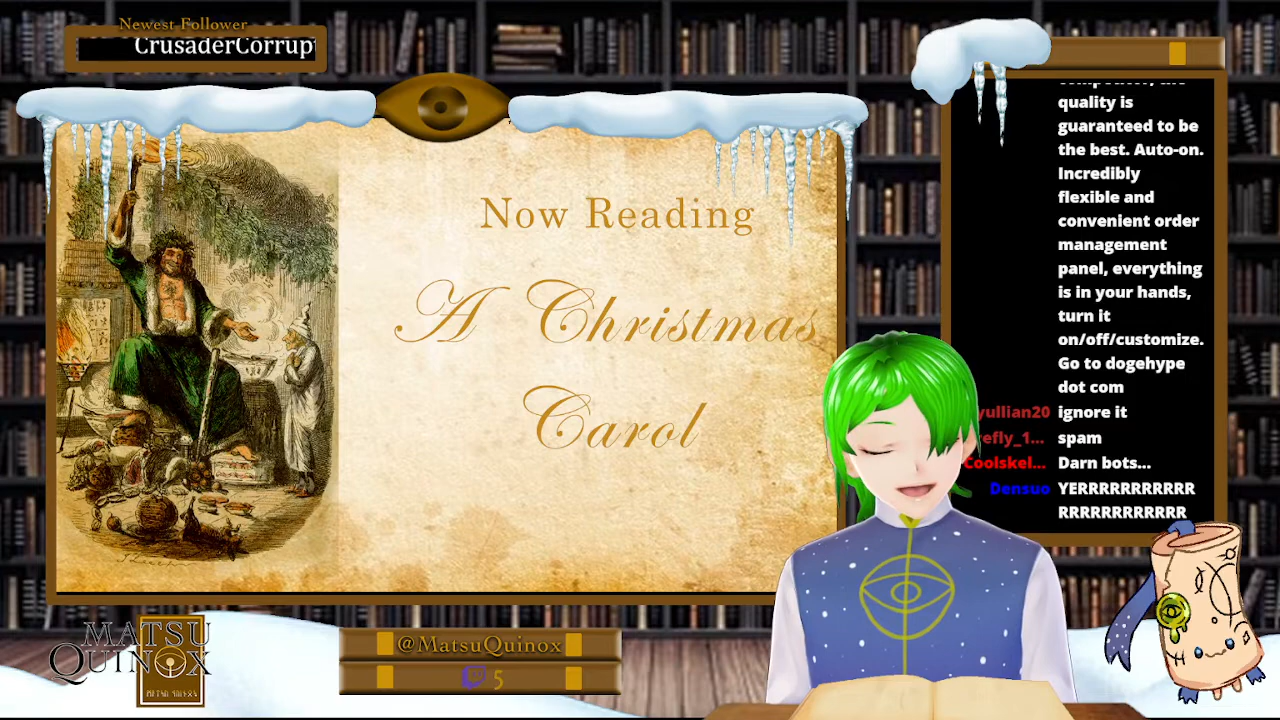 Newest Follower
CrusaderCorrup
Now Reading
A Christmas
Carol
quality is
guaranteed to be
the best. Auto-on.
Incredibly
flexible and
convenient order
management
panel, everything
is in your hands,
turn it
on/off/customize.
Go to dogehype
dot com
yullian20 ignore it
refly_1... spam
Coolskel... Darn bots...
Densuo YERRRRRRRRRRR
RRRRRRRRRRRR
MATSU
QUINOX
@MatsuQuinox
5